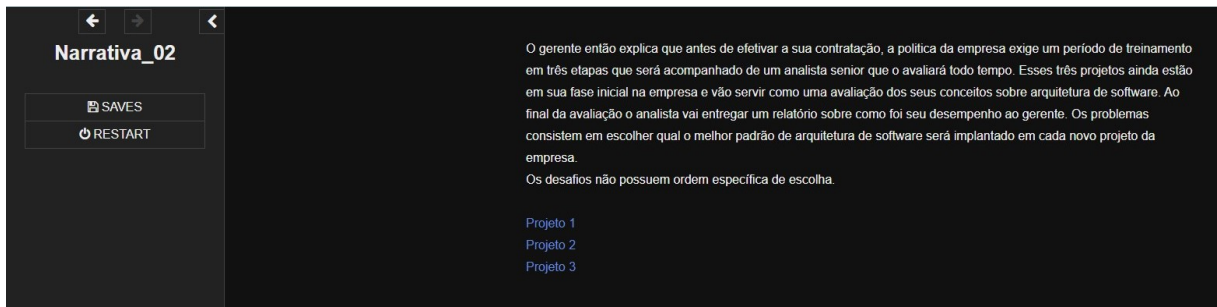 Narrativa_02
SAVES
RESTART
O gerente então explica que antes de efetivar a sua contratação, a politica da empresa exige um período de treinamento
em três etapas que será acompanhado de um analista senior que o avaliará todo tempo. Esses três projetos ainda estão
em sua fase inicial na empresa e vão servir como uma avaliação dos seus conceitos sobre arquitetura de software. Ao
final da avaliação o analista vai entregar um relatório sobre como foi seu desempenho ao gerente. Os problemas
consistem em escolher qual o melhor padrão de arquitetura de software será implantado em cada novo projeto da
empresa.
Os desafios não possuem ordem específica de escolha.
Projeto 1
Projeto 2
Projeto 3